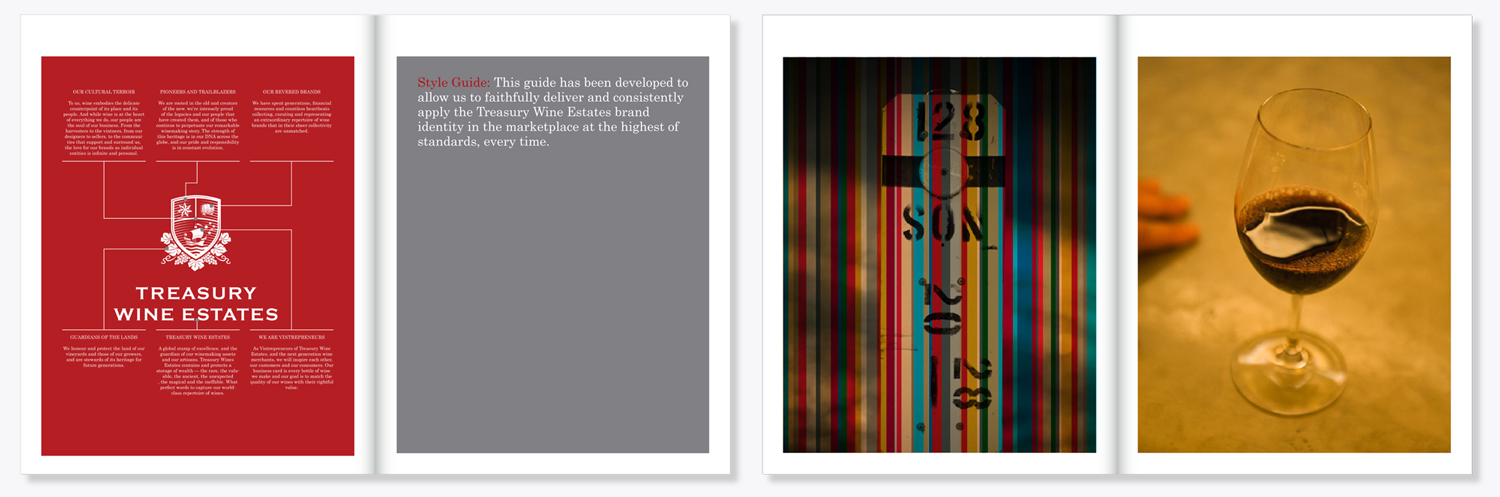 OUR CULTURAL TERROIR
To us, wine embodies the delicate
counterpoint of its place and its
people. And while wine is at the heart
of everything we do, our people are
the soul of our business. From the
harvesters to the vintners, from our
designers to sellers, to the communi-
ties that support and surround us,
the love for our brands as individual
entities is infinite and personal.
PIONEERS AND TRAILBLAZERS
We are rooted in the old and creators
of the new. we're intensely proud
of the legacies and our people that
have created them, and of those who
continue to perpetuate our remarkable
winemaking story. The strength of
this heritage is in our DNA across the
globe, and our pride and responsibility
is in constant evolution.
OUR REVERED BRANDS
We have spent generations, financial
resources and countless heartbeats
collecting, curating and representing
an extraordinary repertoire of wine
brands that in their sheer collectivity
are unmatched.
TREASURY
WINE ESTATES
GUARDIANS OF THE LANDS
We honour and protect the land of our
vineyards and those of our growers,
and are stewards of its heritage for
future generations.
TREASURY WINE ESTATES
A global stamp of excellence, and the
guardian of our winemaking assets
and our artisans. Treasury Wines
Estates contains and protects a
storage of wealth — the rare, the valu-
able, the ancient, the unexpected
, the magical and the ineffable. What
perfect words to capture our world-
class repertoire of wines.
WE ARE VINTREPRENEURS
As Vintrepreneurs of Treasury Wine
Estates, and the next generation wine
merchants, we will inspire each other,
our customers and our consumers. Our
business card is every bottle of wine
we make and our goal is to match the
quality of our wines with their rightful
value.
Style Guide: This guide has been developed to
allow us to faithfully deliver and consistently
apply the Treasury Wine Estates brand
identity in the marketplace at the highest of
standards, every time.
128
SON
20
128